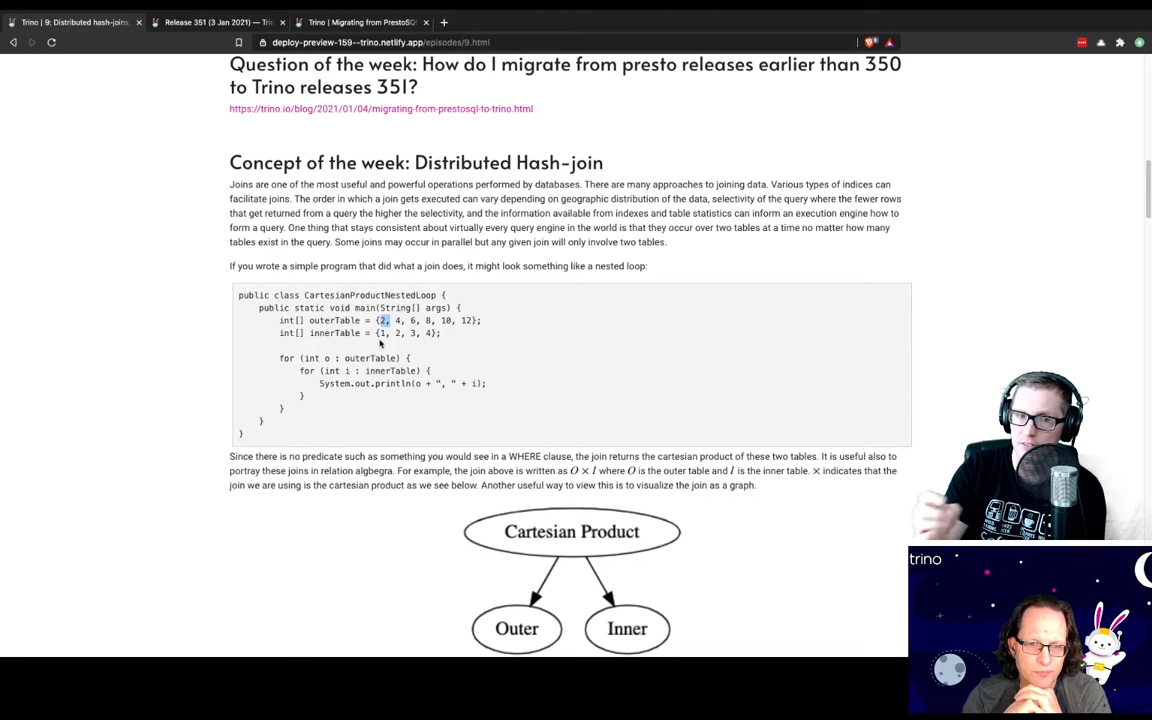 Trino | 9: Distributed hash-joins,
Release 351 (3 Jan 2021) — Trin
Trino | Migrating from PrestoSQ
deploy-preview-159--trino.netlify.app/episodes/9.html
Question of the week: How do I migrate from presto releases earlier than 350
to Trino releases 351?
https://trino.io/blog/2021/01/04/migrating-from-prestosql-to-trino.html
Concept of the week: Distributed Hash-join
Joins are one of the most useful and powerful operations performed by databases. There are many approaches to joining data. Various types of indices can
facilitate joins. The order in which a join gets executed can vary depending on geographic distribution of the data, selectivity of the query where the fewer rows
that get returned from a query the higher the selectivity, and the information available from indexes and table statistics can inform an execution engine how to
form a query. One thing that stays consistent about virtually every query engine in the world is that they occur over two tables at a time no matter how many
tables exist in the query. Some joins may occur in parallel but any given join will only involve two tables.
If you wrote a simple program that did what a join does, it might look something like a nested loop:
public class CartesianProductNestedLoop {
public static void main(String[] args) {
int[] outerTable = {2, 4, 6, 8, 10, 12};
int[] innerTable = {1, 2, 3, 4};
for (int o : outerTable) {
for (int i : innerTable) {
System.out.println(o + ", " + i);
}
}
}
}
Since there is no predicate such as something you would see in a WHERE clause, the join returns the cartesian product of these two tables. It is useful also to
portray these joins in relation algbegra. For example, the join above is written as O × I where O is the outer table and I is the inner table. × indicates that the
join we are using is the cartesian product as we see below. Another useful way to view this is to visualize the join as a graph.
Cartesian Product
Outer
Inner
trino